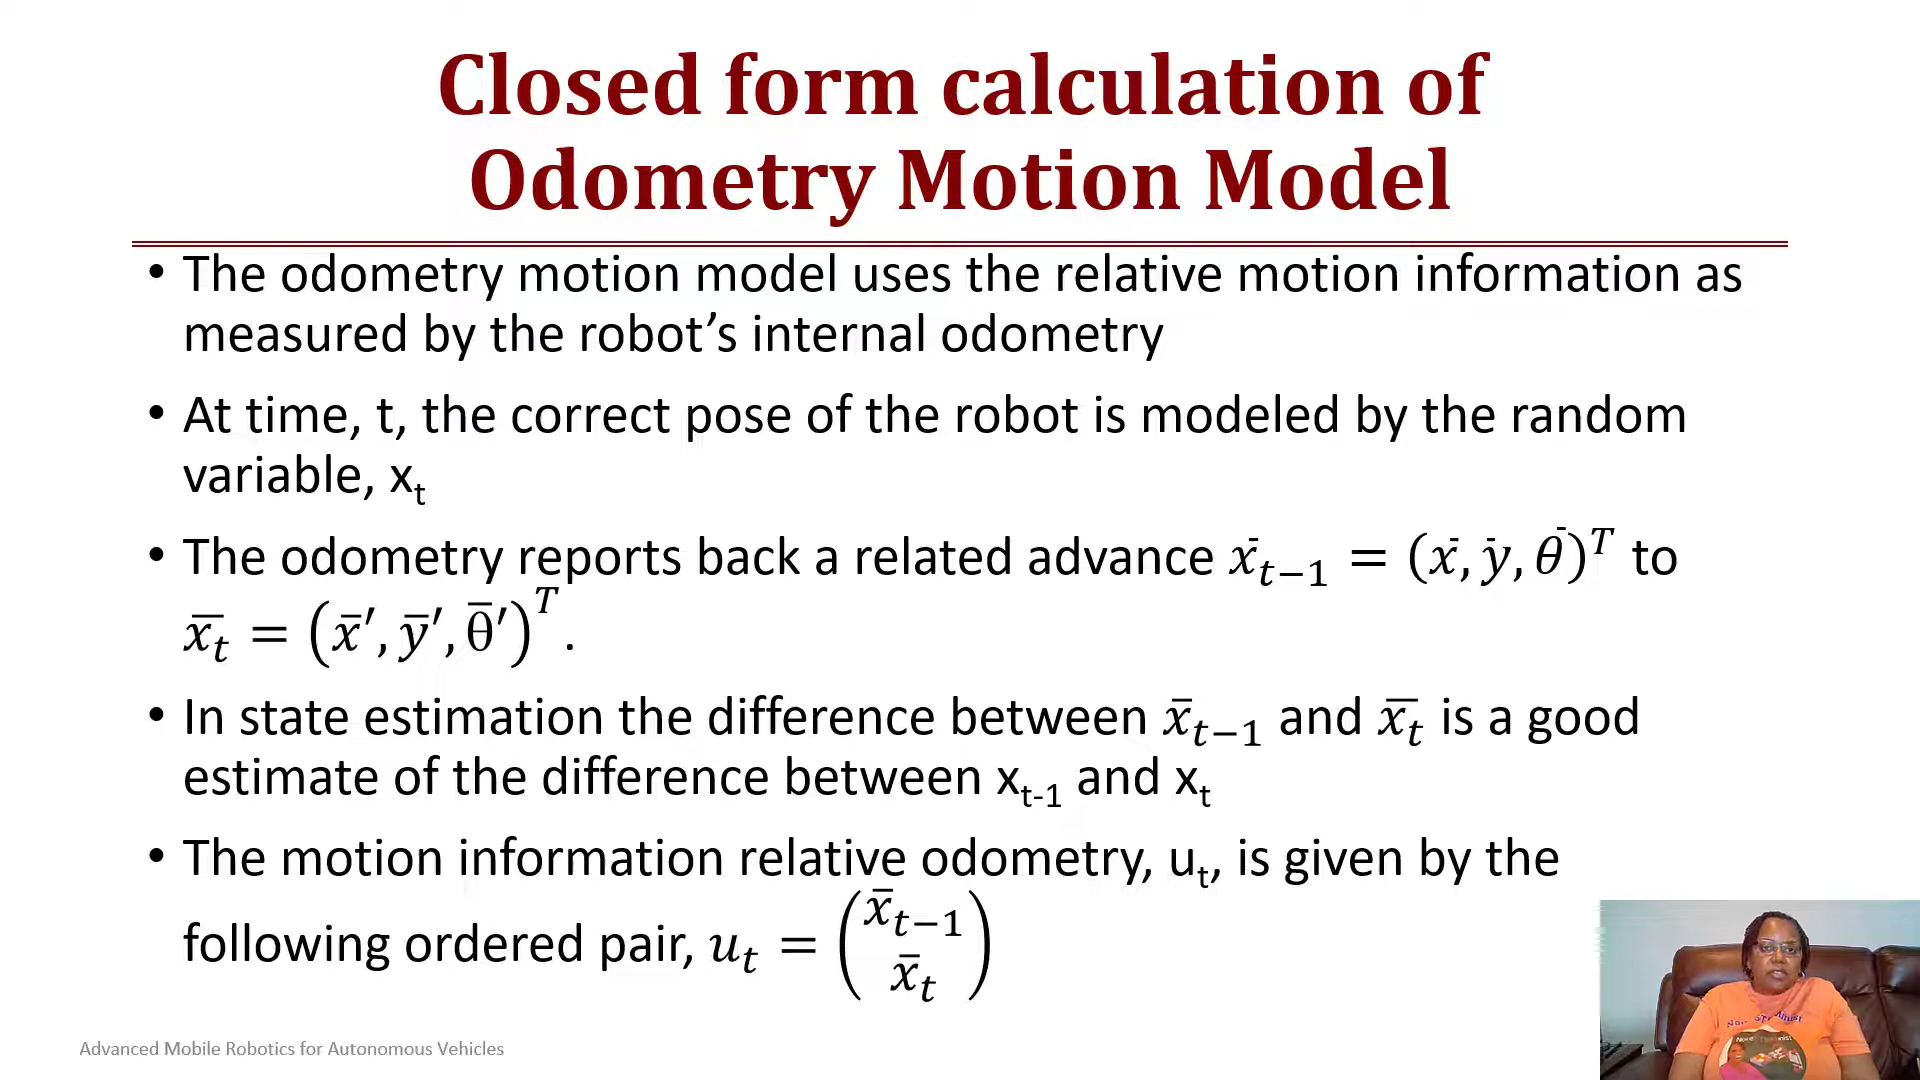 Closed form calculation of
Odometry Motion Model
• The odometry motion model uses the relative motion information as
measured by the robot’s internal odometry
• At time, t, the correct pose of the robot is modeled by the random
variable, xₜ
• The odometry reports back a related advance x̄ₜ₋₁ = (x̄, ȳ, θ̄)ᵀ to
x̄ₜ = (x̄′, ȳ′, θ̄′)ᵀ.
• In state estimation the difference between x̄ₜ₋₁ and x̄ₜ is a good
estimate of the difference between xₜ₋₁ and xₜ
• The motion information relative odometry, uₜ, is given by the
following ordered pair, uₜ = (x̄ₜ₋₁
x̄ₜ)
Advanced Mobile Robotics for Autonomous Vehicles